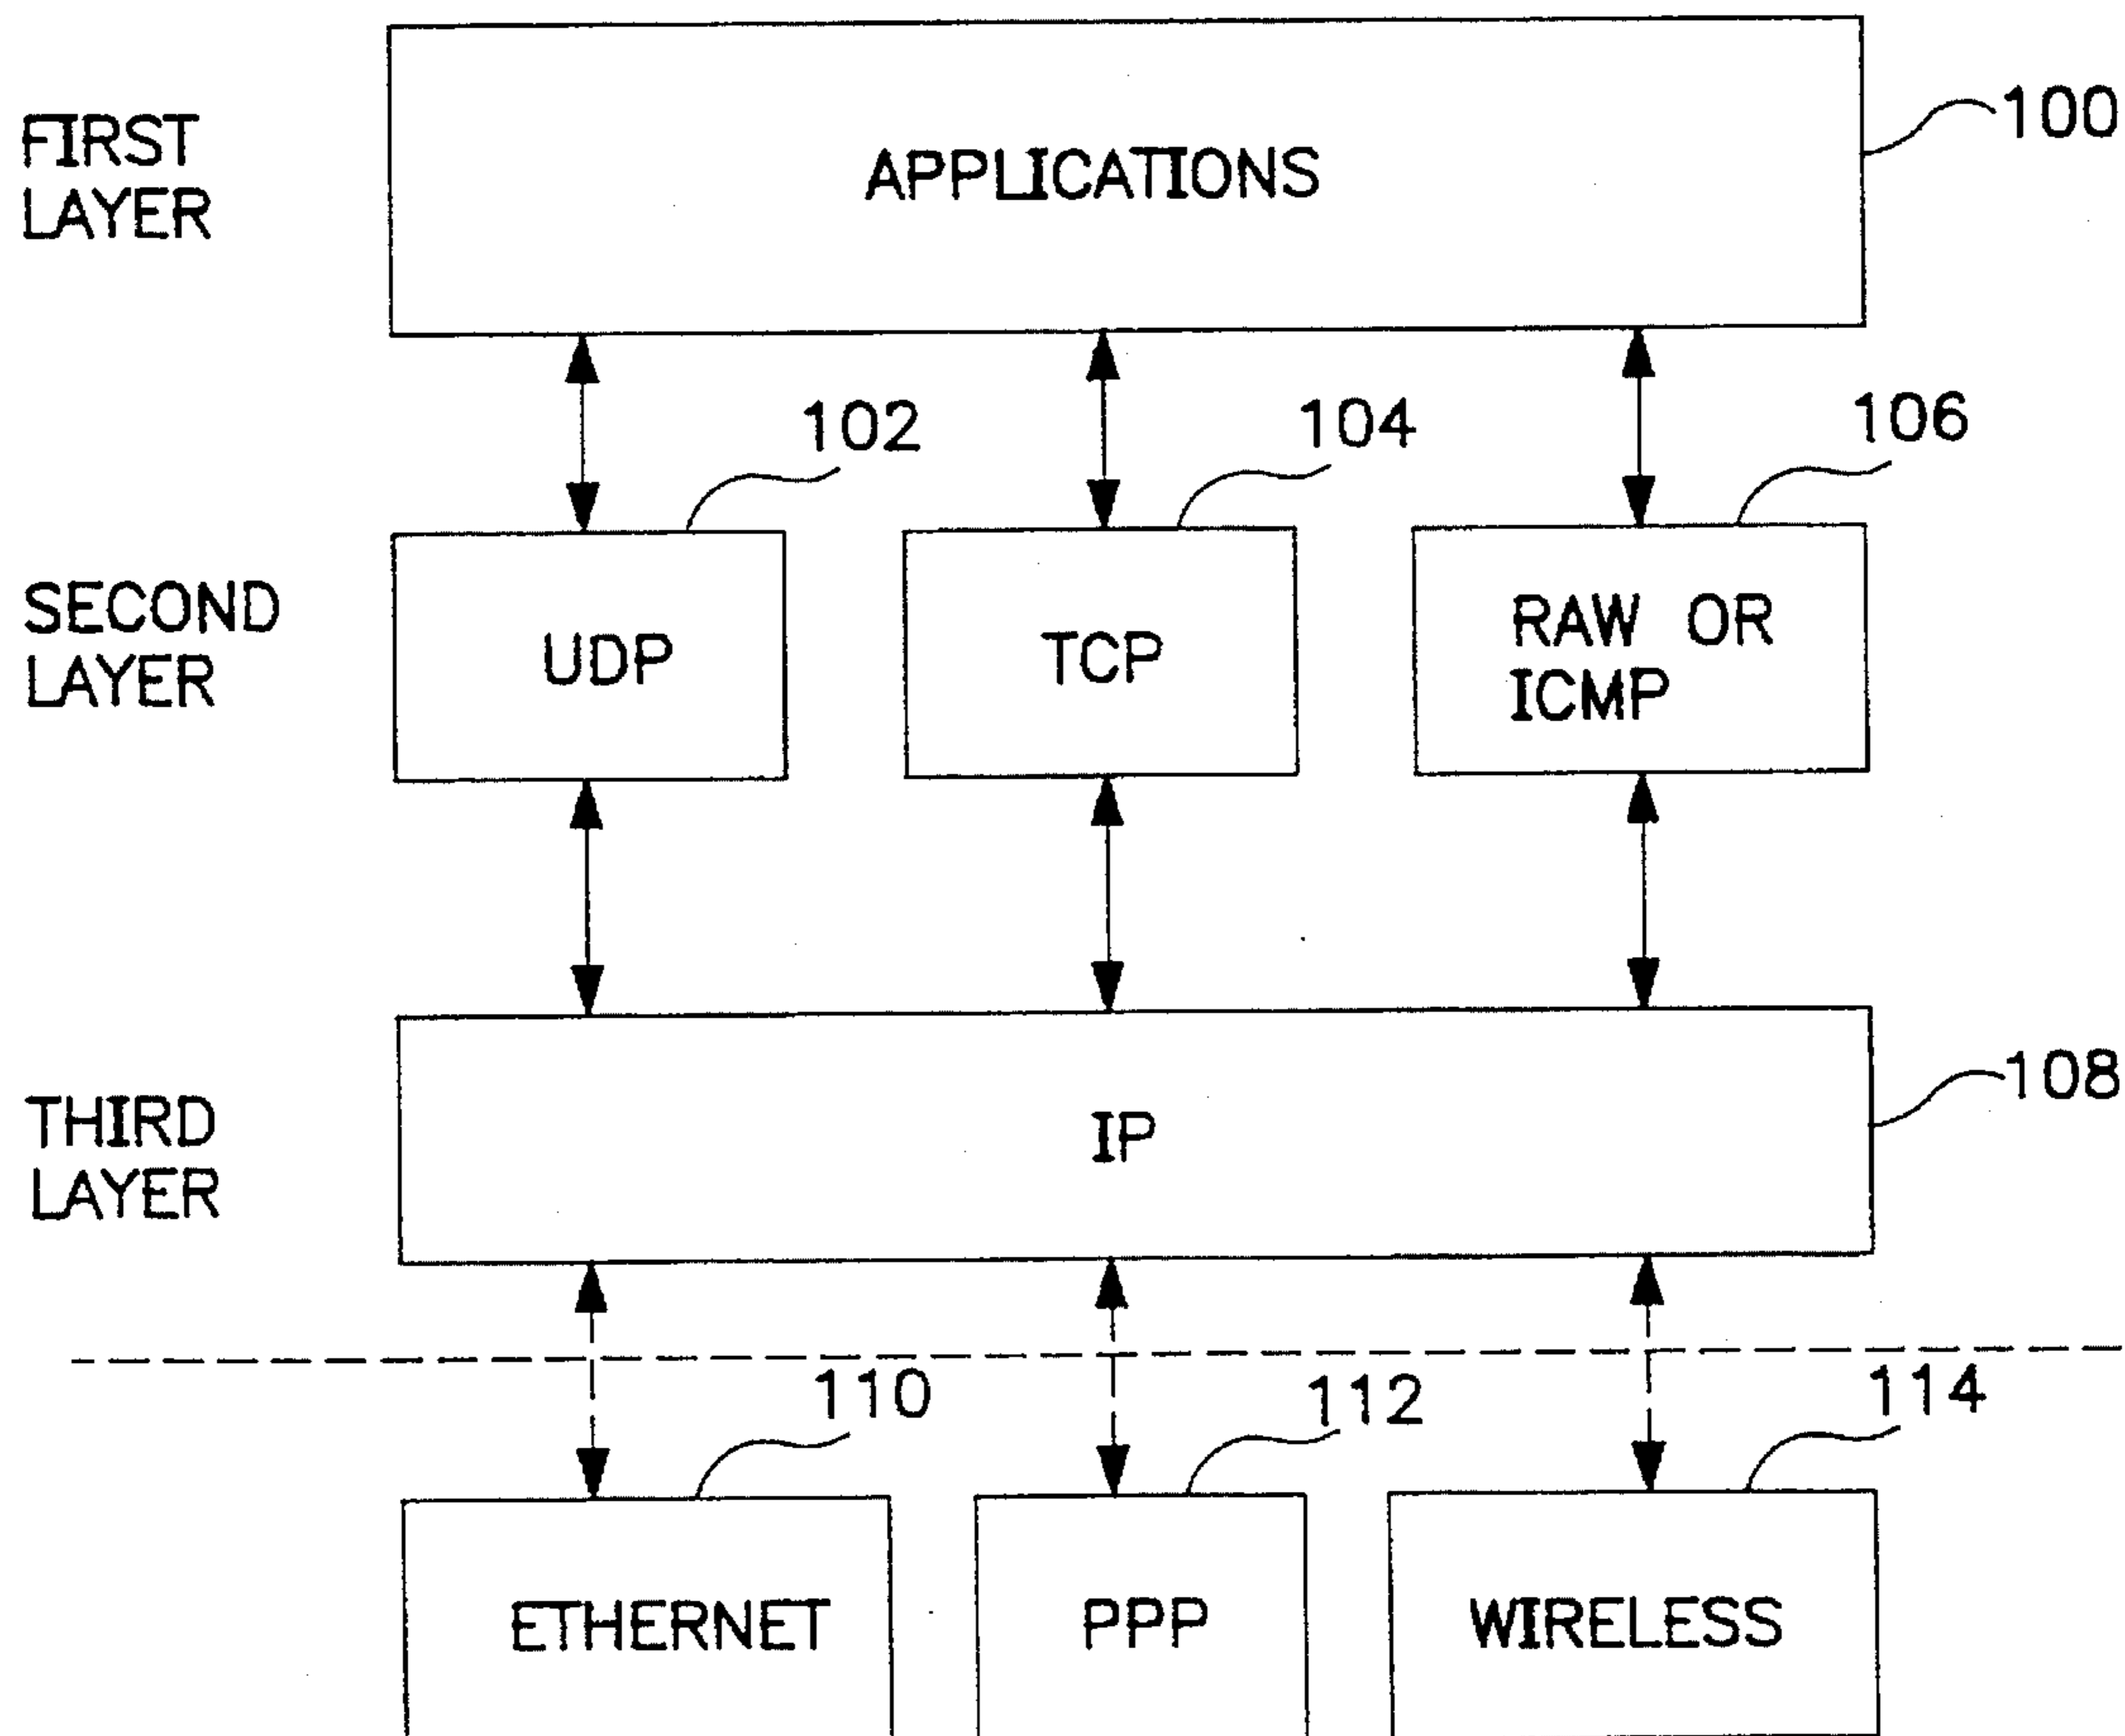 FIRST
LAYER
APPLICATIONS
100
102
104
106
SECOND
LAYER
UDP
TCP
RAW OR
ICMP
THIRD
LAYER
IP
108
110
112
114
ETHERNET
PPP
WIRELESS